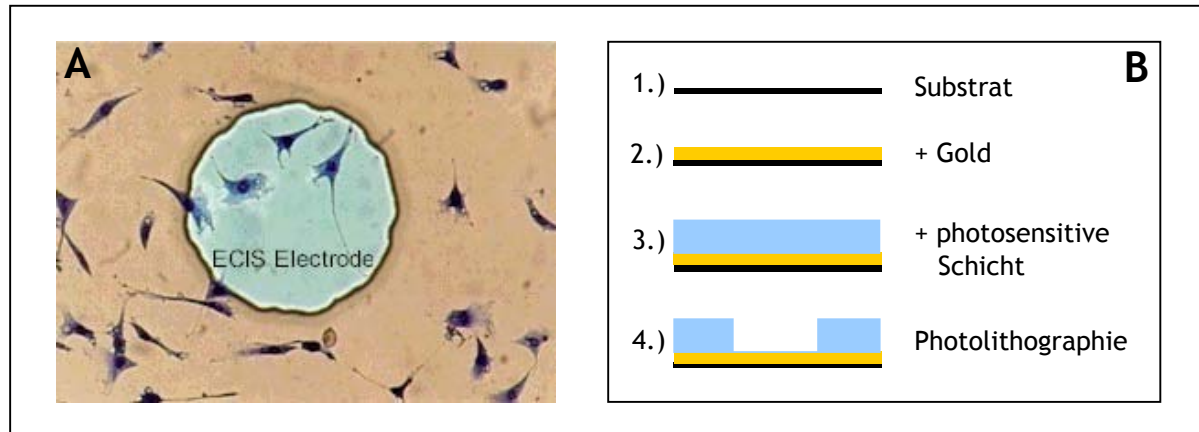 A
ECIS Electrode
B
1.) Substrat
2.) + Gold
3.) + photosensitive
Schicht
4.) Photolithographie